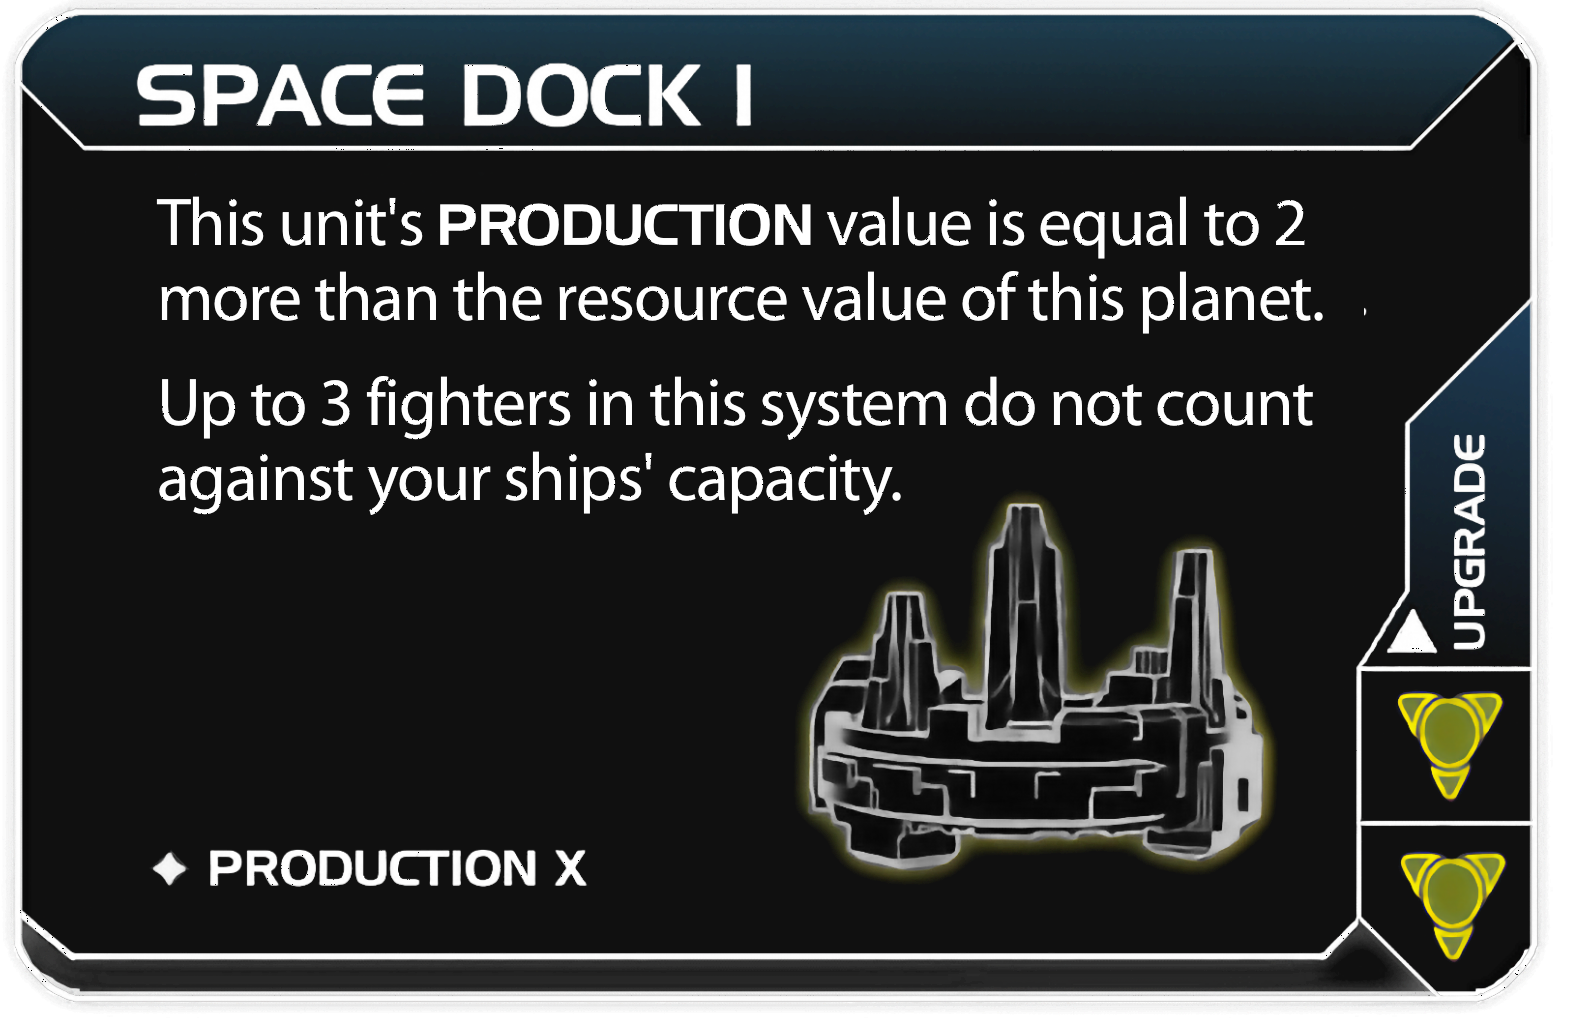 SPACE DOCK I
This unit's PRODUCTION value is equal to 2
more than the resource value of this planet.
Up to 3 fighters in this system do not count
against your ships' capacity.
UPGRADE
PRODUCTION X